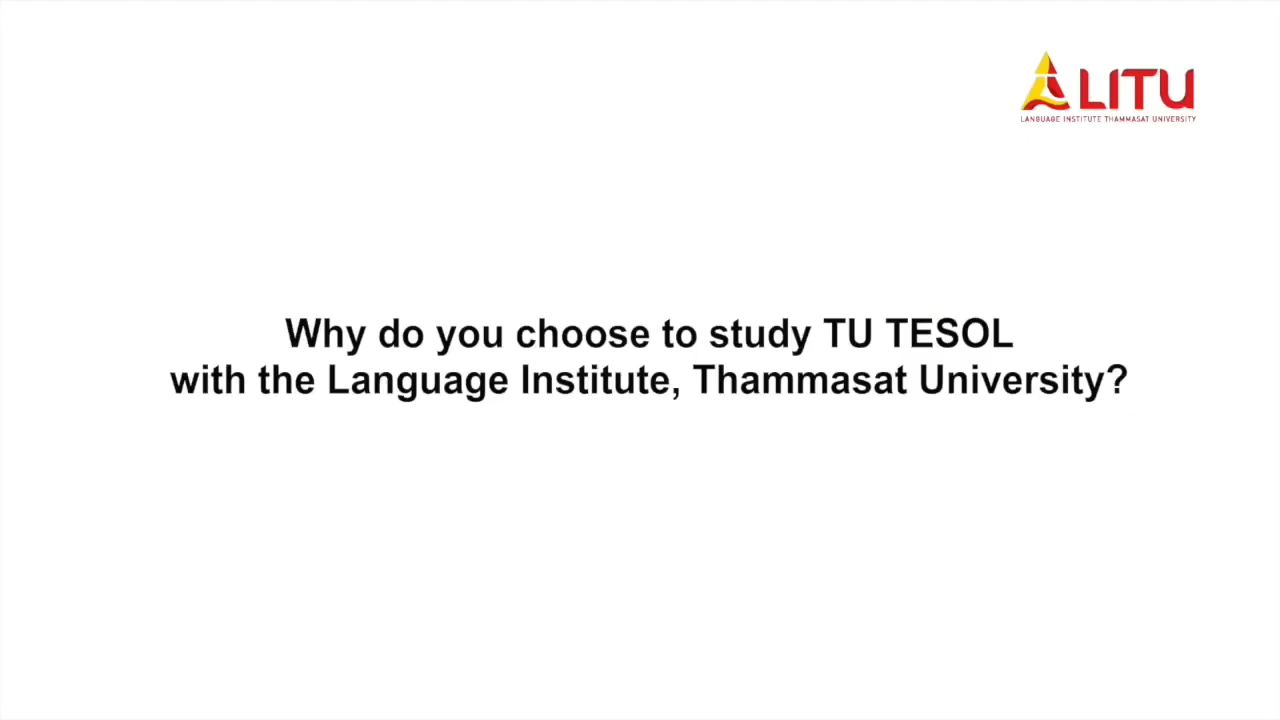 LITU
LANGUAGE INSTITUTE THAMMASAT UNIVERSITY
Why do you choose to study TU TESOL
with the Language Institute, Thammasat University?